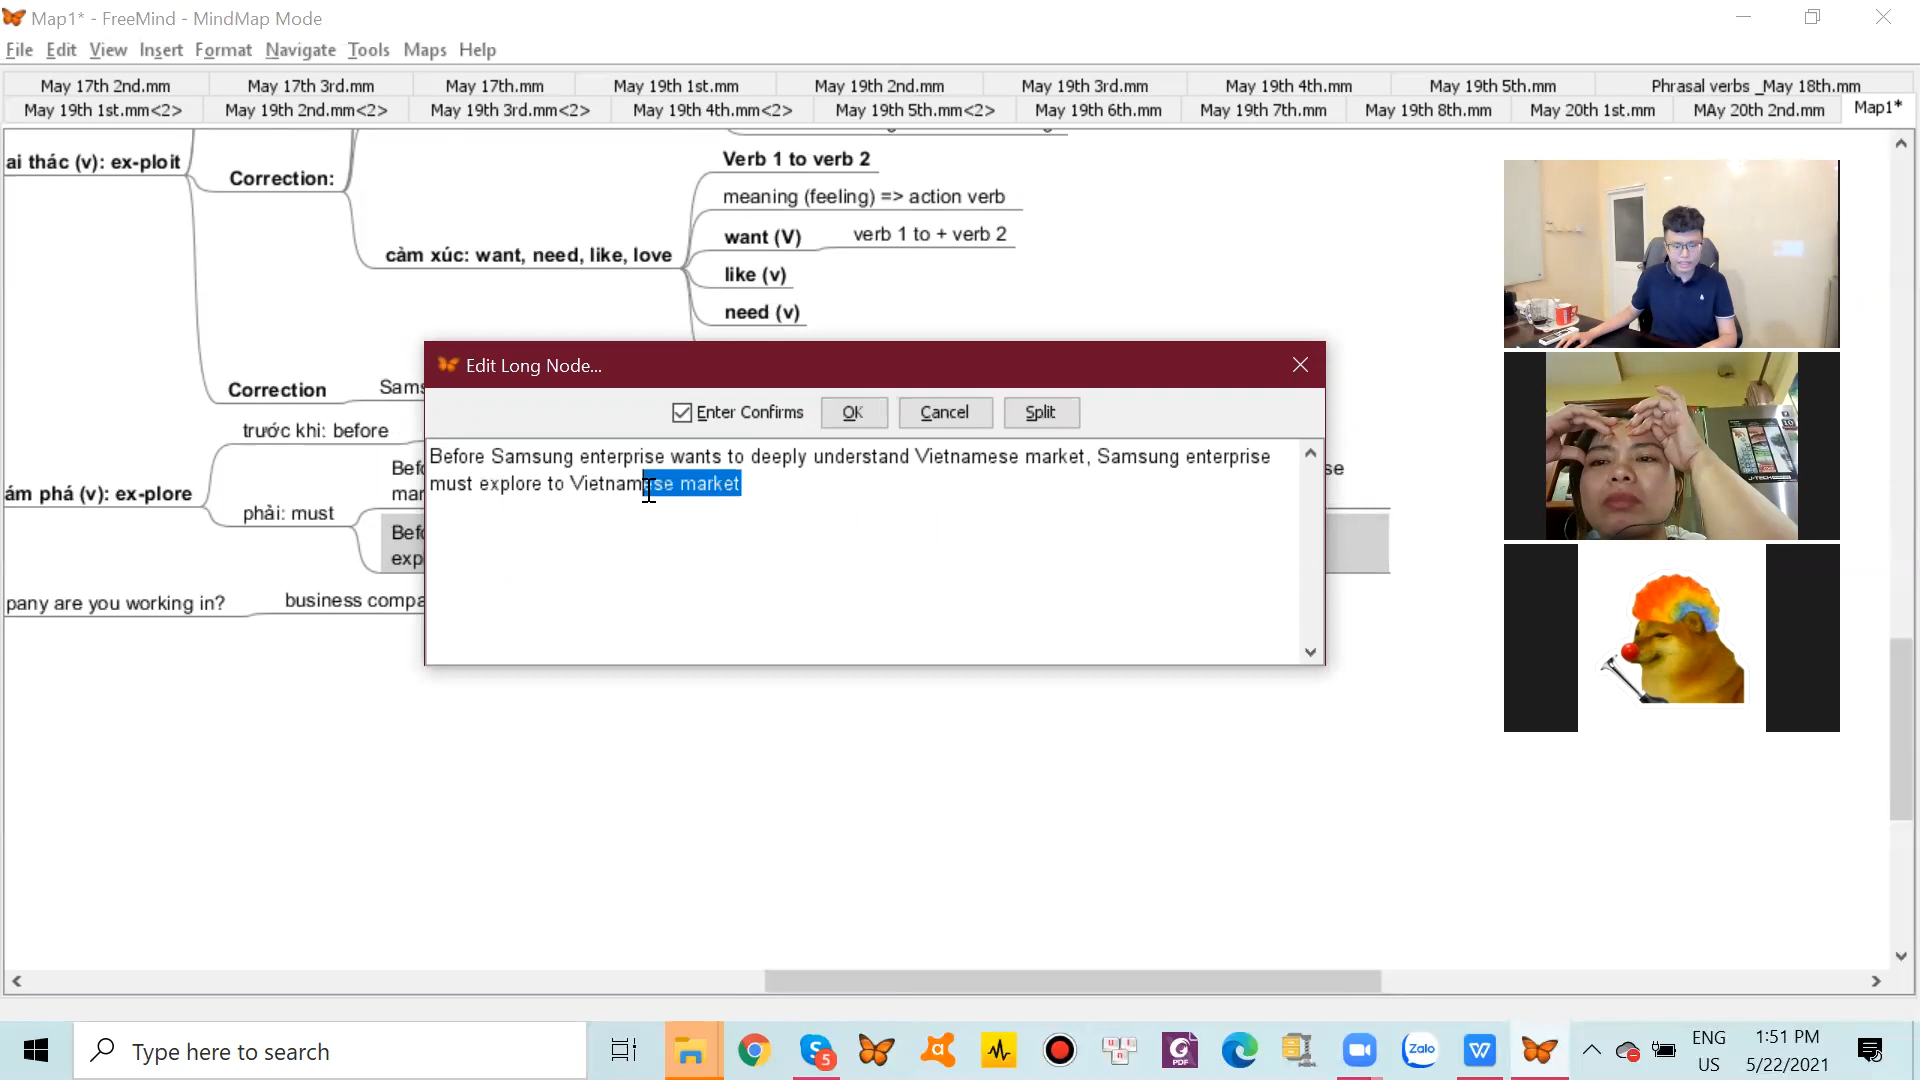 Map1* - FreeMind - MindMap Mode
File Edit View Insert Format Navigate Tools Maps Help
May 17th 2nd.mm May 17th 3rd.mm May 17th.mm May 19th 1st.mm May 19th 2nd.mm May 19th 3rd.mm May 19th 4th.mm May 19th 5th.mm Phrasal verbs _May 18th.mm
May 19th 1st.mm<2> May 19th 2nd.mm<2> May 19th 3rd.mm<2> May 19th 4th.mm<2> May 19th 5th.mm<2> May 19th 6th.mm May 19th 7th.mm May 19th 8th.mm May 20th 1st.mm MAy 20th 2nd.mm Map1*
ai thác (v): ex-ploit
Correction:
Verb 1 to verb 2
meaning (feeling) => action verb
want (V) verb 1 to + verb 2
cảm xúc: want, need, like, love
like (v)
need (v)
Edit Long Node...
Enter Confirms OK Cancel Split
Before Samsung enterprise wants to deeply understand Vietnamese market, Samsung enterprise
must explore to Vietnamese market
Correction Sams
trước khi: before
Befo
mar
se
ám phá (v): ex-plore
phải: must
Befo
exp
pany are you working in? business compa
Type here to search
5
Zalo
ENG
US
1:51 PM
5/22/2021